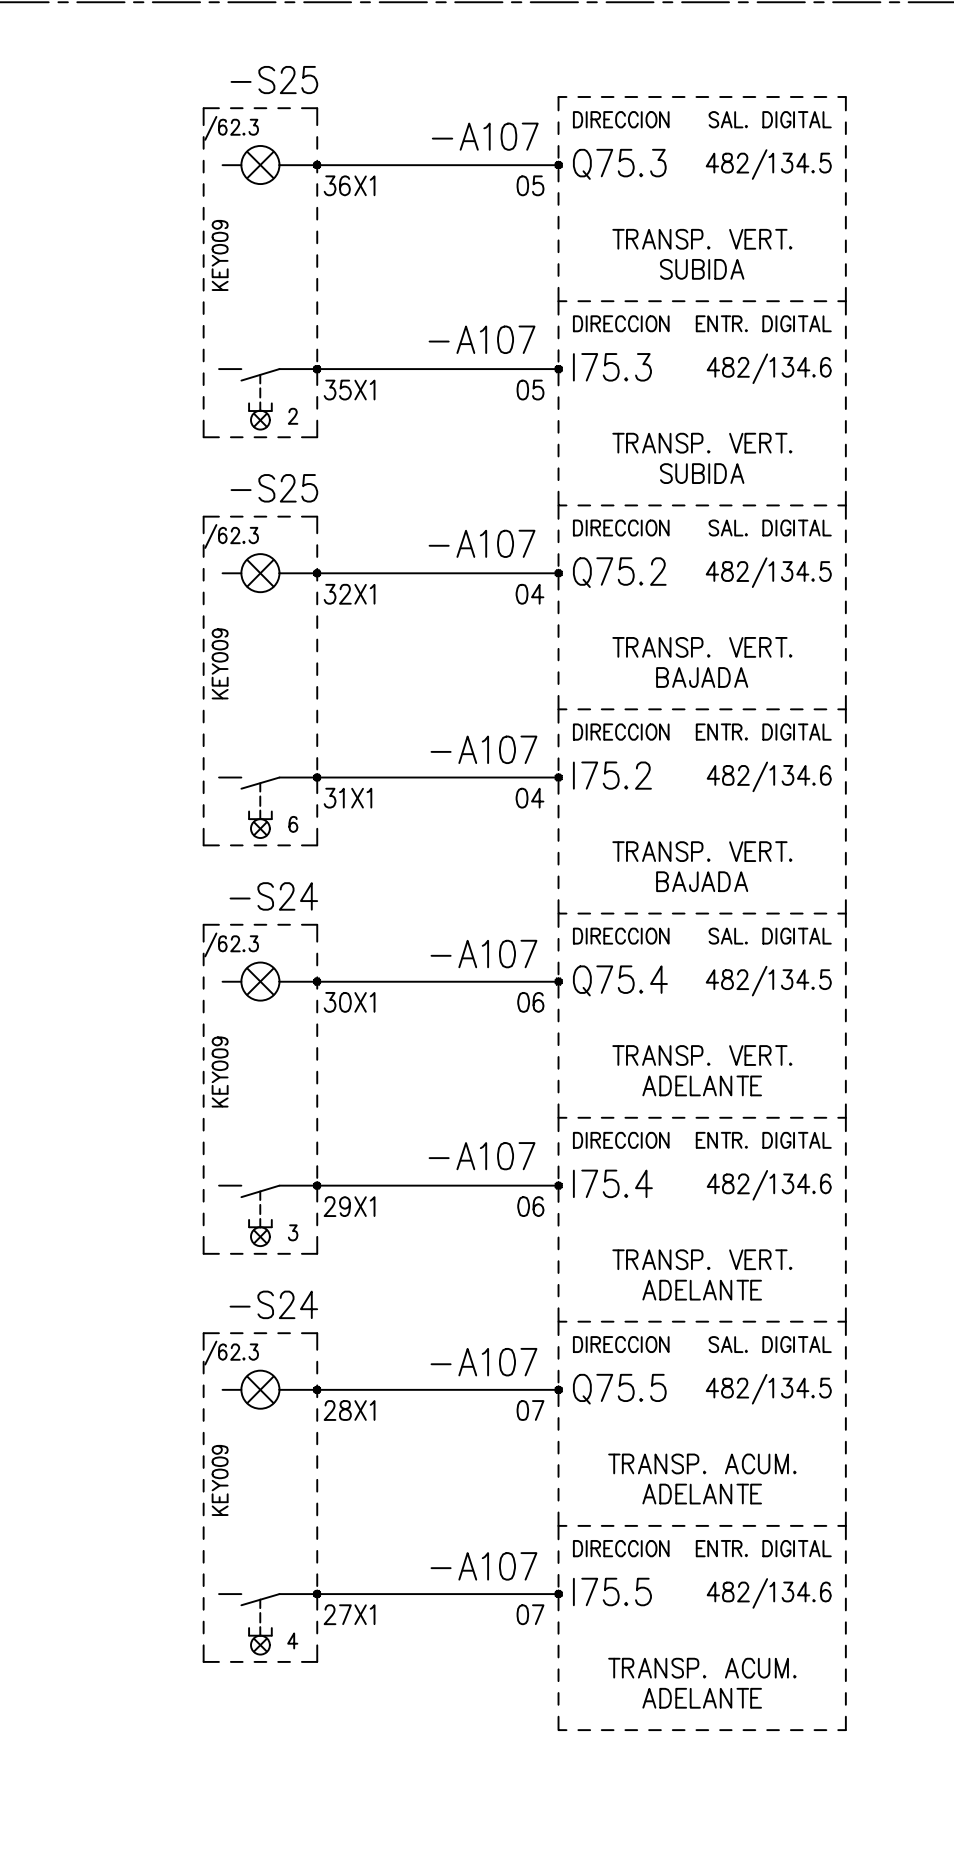 -S25
/62.3
KEY009
36X1
-A107
05
DIRECCION SAL. DIGITAL
Q75.3 482/134.5
TRANSP. VERT.
SUBIDA
35X1
2
-A107
05
DIRECCION ENTR. DIGITAL
I75.3 482/134.6
TRANSP. VERT.
SUBIDA
-S25
/62.3
KEY009
32X1
-A107
04
DIRECCION SAL. DIGITAL
Q75.2 482/134.5
TRANSP. VERT.
BAJADA
31X1
6
-A107
04
DIRECCION ENTR. DIGITAL
I75.2 482/134.6
TRANSP. VERT.
BAJADA
-S24
/62.3
KEY009
30X1
-A107
06
DIRECCION SAL. DIGITAL
Q75.4 482/134.5
TRANSP. VERT.
ADELANTE
29X1
3
-A107
06
DIRECCION ENTR. DIGITAL
I75.4 482/134.6
TRANSP. VERT.
ADELANTE
-S24
/62.3
KEY009
28X1
-A107
07
DIRECCION SAL. DIGITAL
Q75.5 482/134.5
TRANSP. ACUM.
ADELANTE
27X1
4
-A107
07
DIRECCION ENTR. DIGITAL
I75.5 482/134.6
TRANSP. ACUM.
ADELANTE